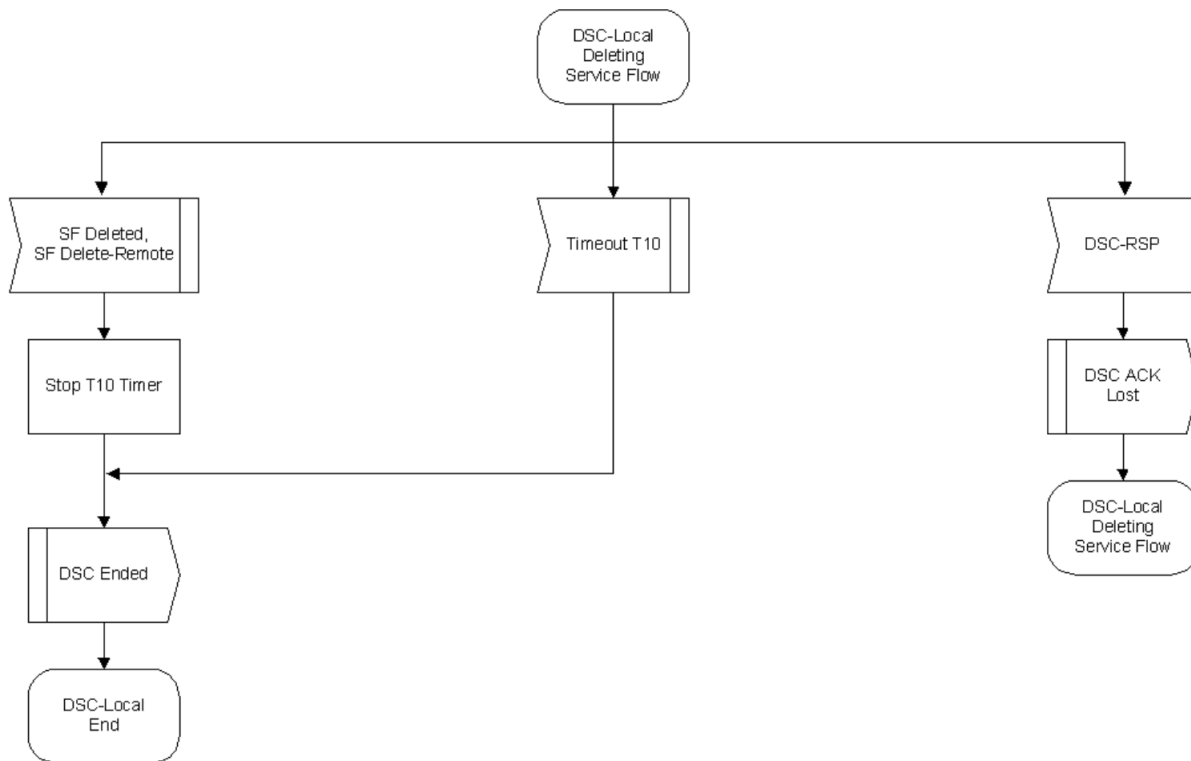 DSC-Local
Deleting
Service Flow
SF Deleted,
SF Delete-Remote
Timeout T10
DSC-RSP
Stop T10 Timer
DSC ACK
Lost
DSC-Local
Deleting
Service Flow
DSC Ended
DSC-Local
End